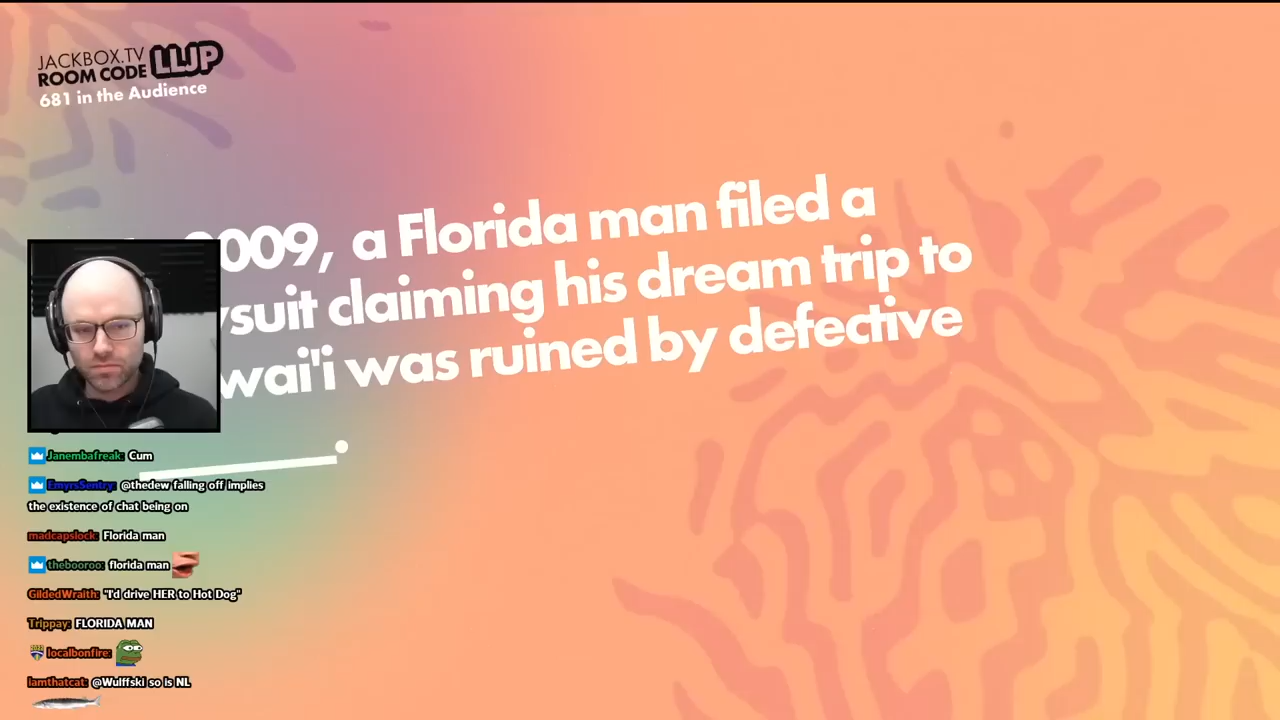 JACKBOX.TV
ROOM CODE LLJP
681 in the Audience
2009, a Florida man filed a
suit claiming his dream trip to
wai'i was ruined by defective
Janembafreak: Cum
EmyrsSentry: @thedew falling off implies
the existence of chat being on
madcapslock: Florida man
thebooroo: florida man
GildedWraith: "I'd drive HER to Hot Dog"
Trippay: FLORIDA MAN
localbonfire:
Iamthatcat: @Wulffski so is NL